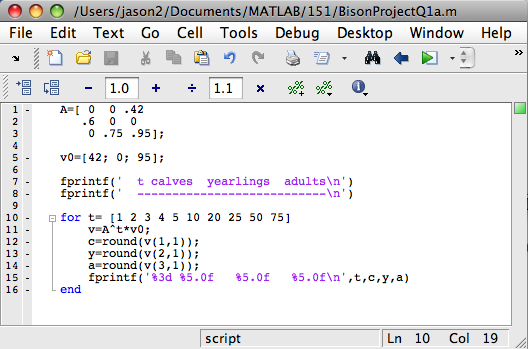 /Users/jason2/Documents/MATLAB/151/BisonProjectQ1a.m
File Edit Text Go Cell Tools Debug Desktop Window Help
- 1.0 + ÷ 1.1 ×
1 - A=[ 0 0 .42
2 .6 0 0
3 0 .75 .95];
4
5 - v0=[42; 0; 95];
6
7 - fprintf('  t calves  yearlings  adults\n')
8 - fprintf('  ---------------------------\n')
9
10 - for t= [1 2 3 4 5 10 20 25 50 75]
11 - v=A^t*v0;
12 - c=round(v(1,1));
13 - y=round(v(2,1));
14 - a=round(v(3,1));
15 - fprintf('%3d %5.0f   %5.0f   %5.0f\n',t,c,y,a)
16 - end
script Ln 10 Col 19